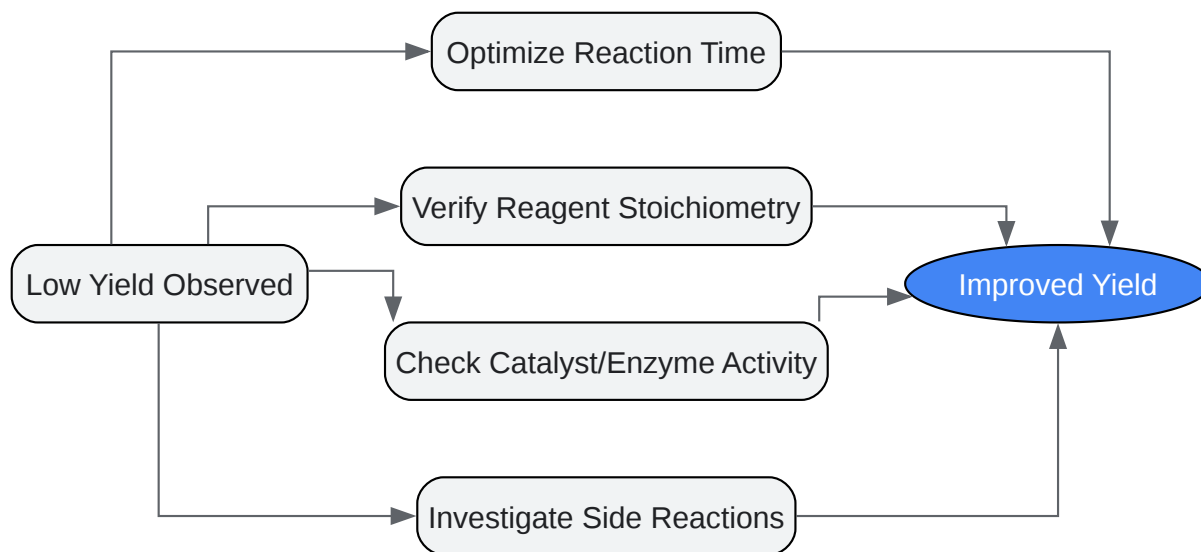 Optimize Reaction Time
Verify Reagent Stoichiometry
Low Yield Observed
Improved Yield
Check Catalyst/Enzyme Activity
Investigate Side Reactions